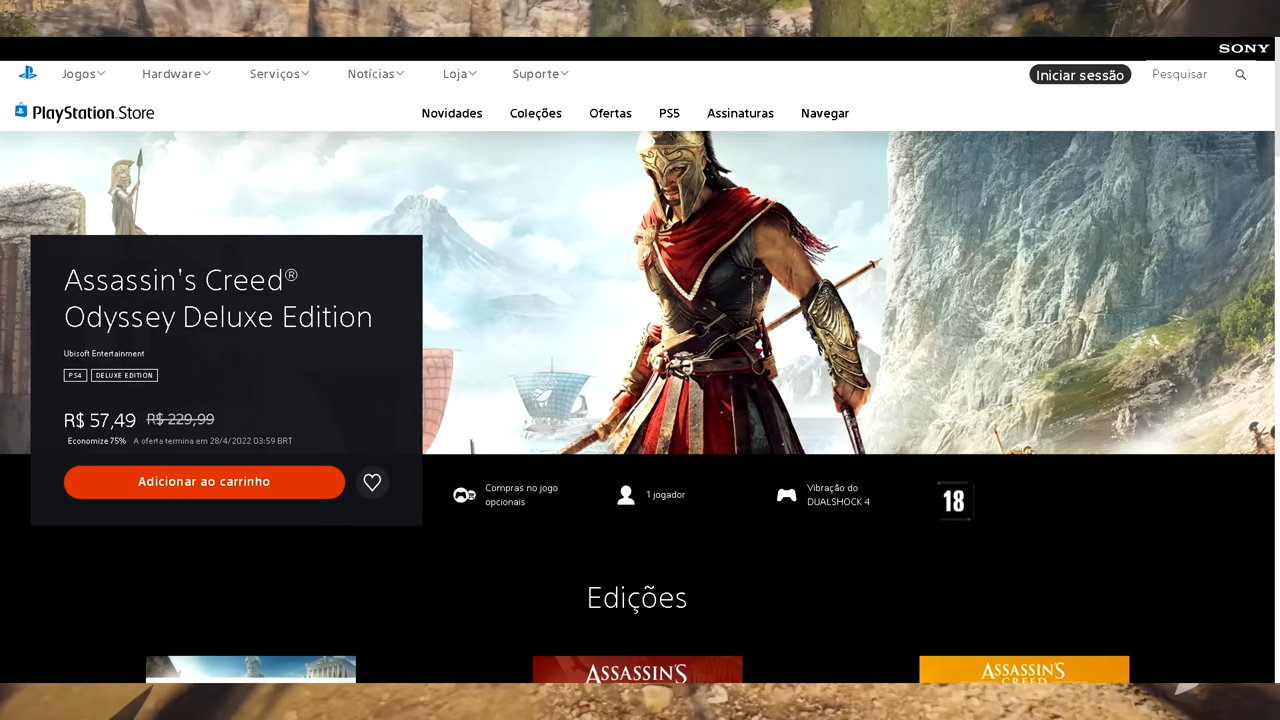 SONY
Jogos Hardware Serviços Notícias Loja Suporte Iniciar sessão Pesquisar
PlayStation Store Novidades Coleções Ofertas PS5 Assinaturas Navegar
Assassin's Creed®
Odyssey Deluxe Edition
Ubisoft Entertainment
PS4 DELUXE EDITION
R$ 57,49 R$ 229,99
Economize 75% A oferta termina em 28/4/2022 03:59 BRT
Adicionar ao carrinho
Compras no jogo
opcionais
1 jogador
Vibração do
DUALSHOCK 4
18
Edições
ASSASSIN'S
ASSASSIN'S
CREED